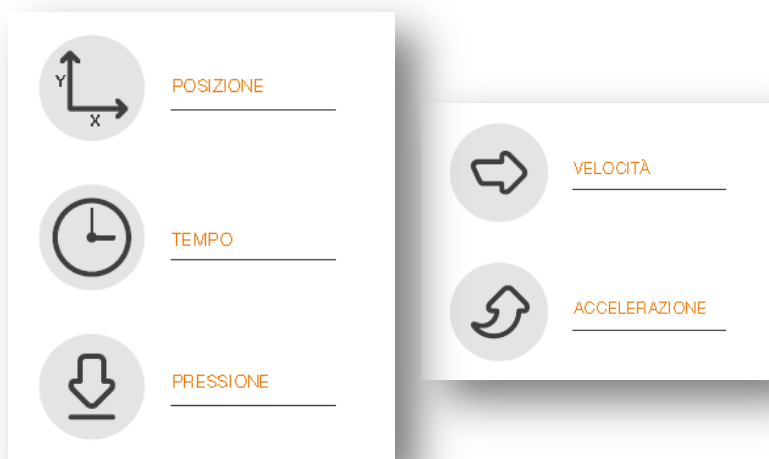 Y
X
POSIZIONE
TEMPO
PRESSIONE
VELOCITÀ
ACCELERAZIONE